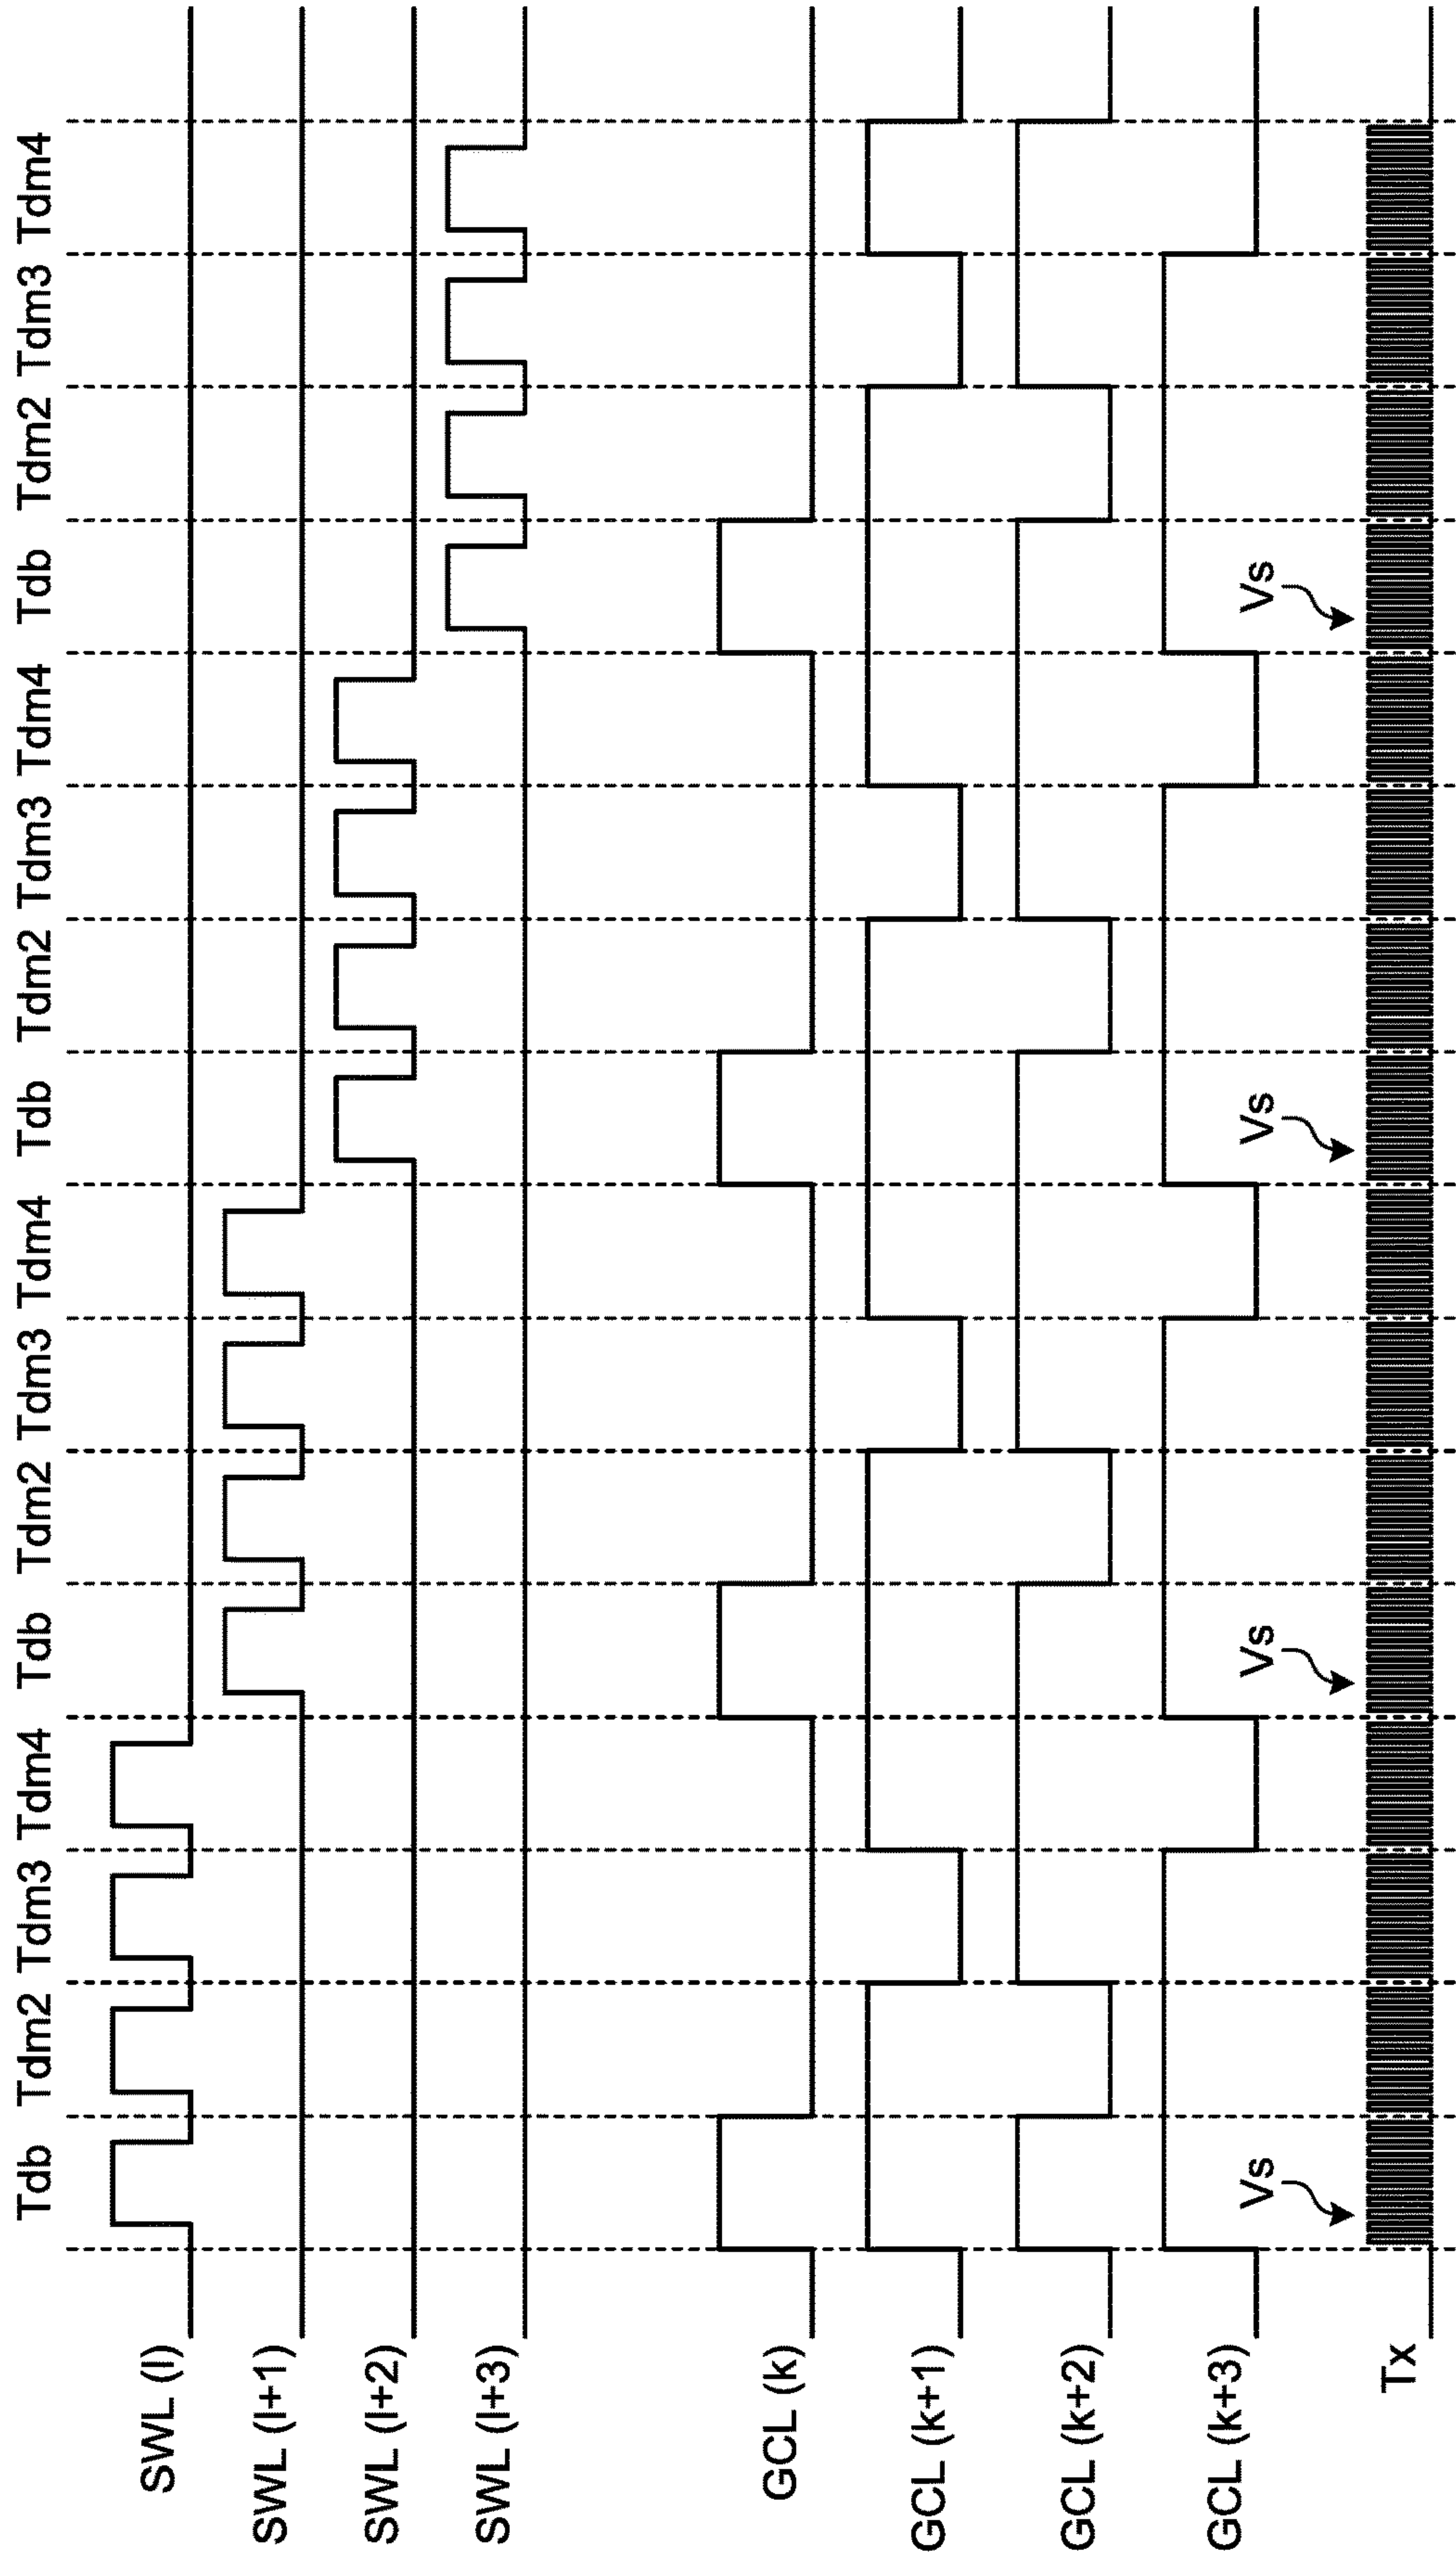 Tdb Tdm2 Tdm3 Tdm4 Tdb Tdm2 Tdm3 Tdm4 Tdb Tdm2 Tdm3 Tdm4 Tdb Tdm2 Tdm3 Tdm4
SWL (l)
SWL (l+1)
SWL (l+2)
SWL (l+3)
GCL (k)
GCL (k+1)
GCL (k+2)
GCL (k+3)
Vs Vs Vs Vs
Tx